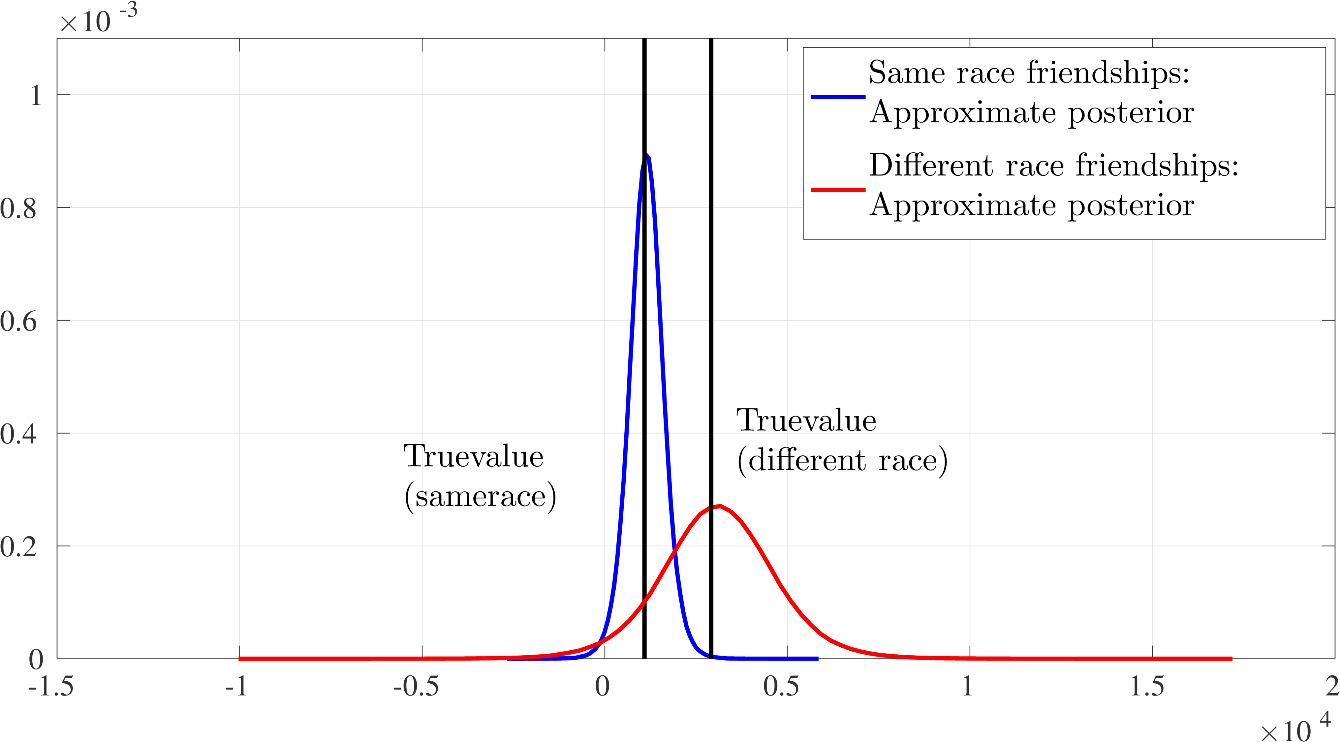 ×10 -3
1
0.8
0.6
0.4
0.2
0
Same race friendships:
Approximate posterior
Different race friendships:
Approximate posterior
Truevalue
(different race)
Truevalue
(samerace)
-1.5 -1 -0.5 0 0.5 1 1.5 2
×10 4